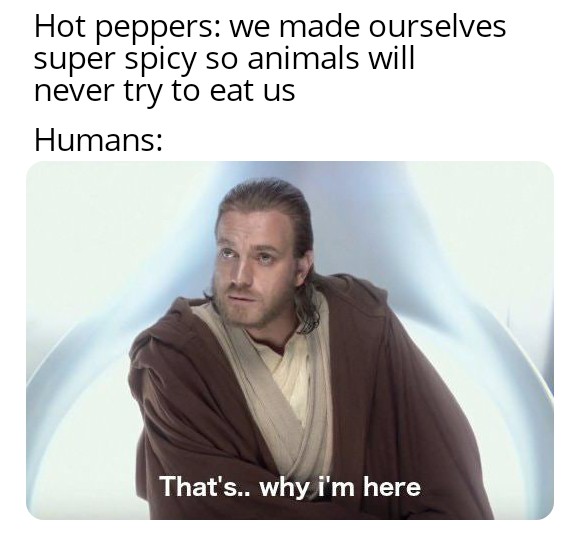 Hot peppers: we made ourselves
super spicy so animals will
never try to eat us
Humans:
That's.. why i'm here